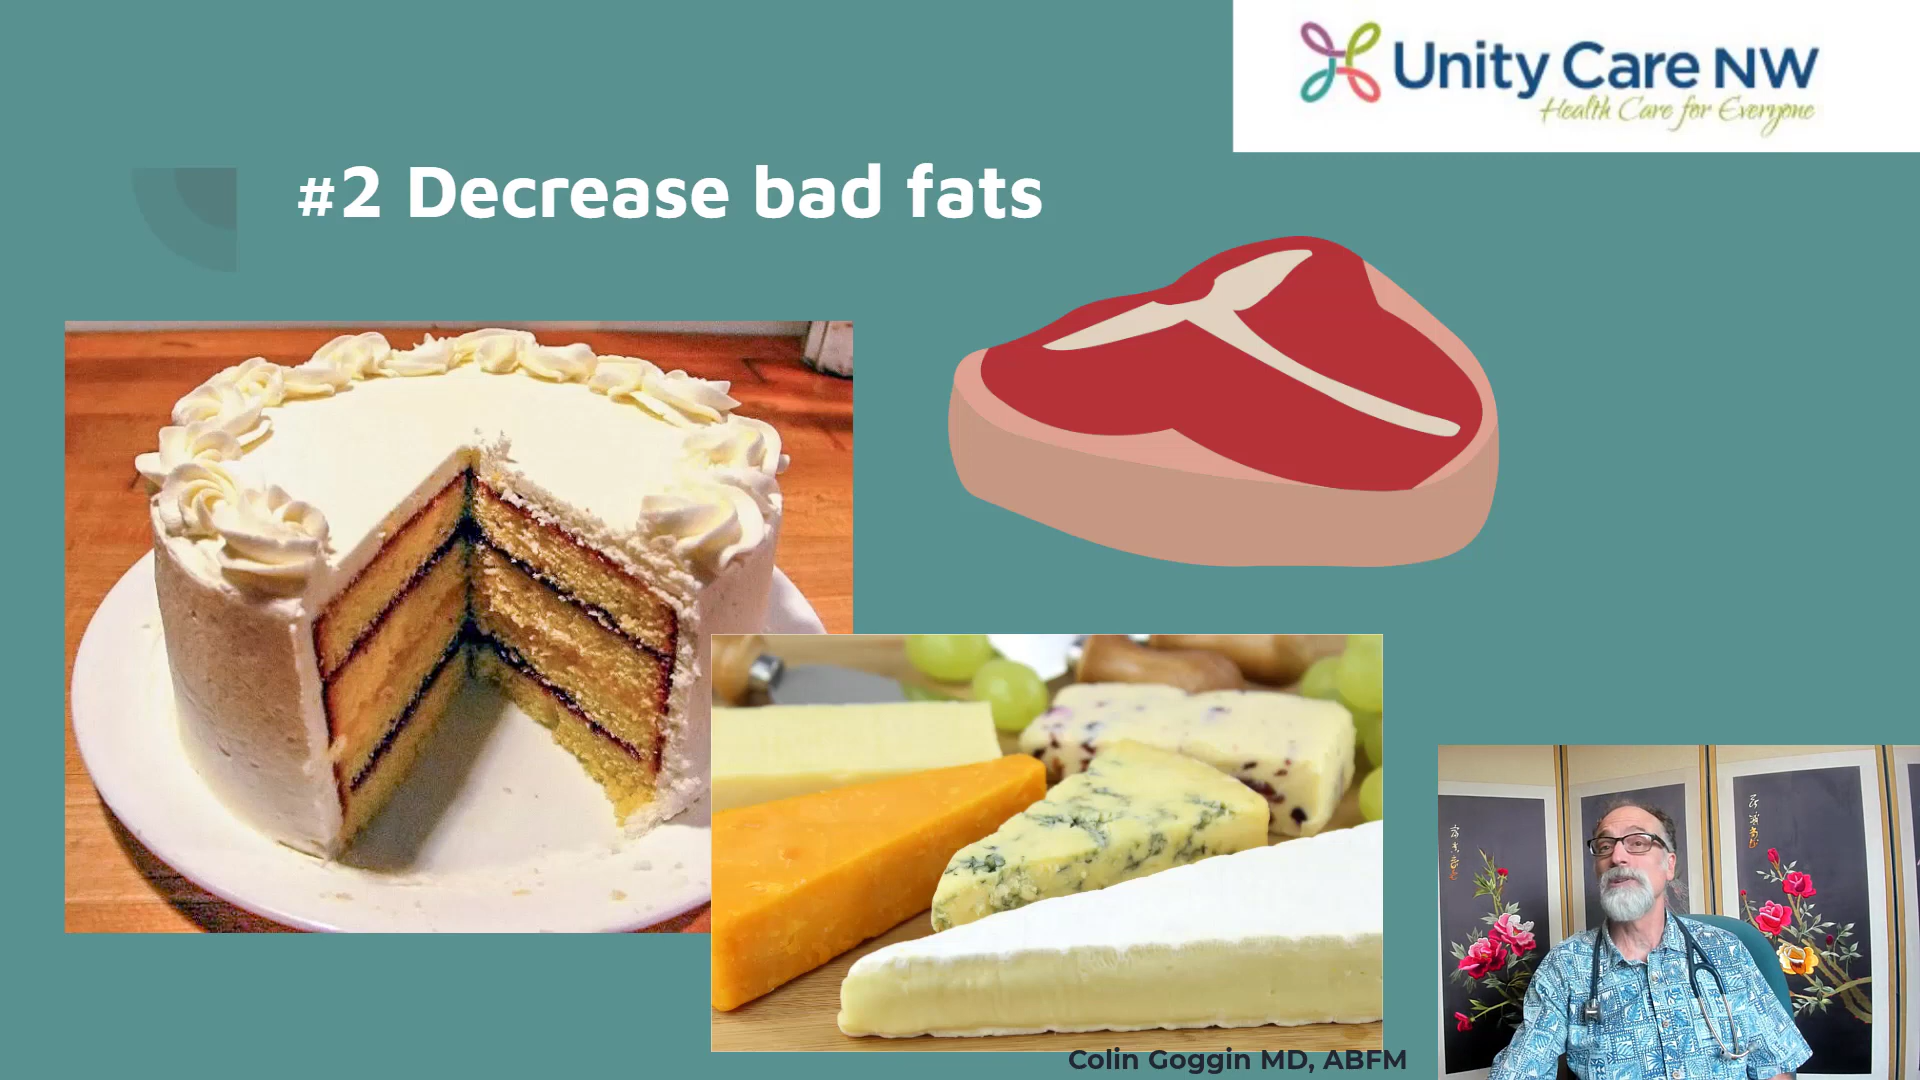 Unity Care NW
Health Care for Everyone
#2 Decrease bad fats
Colin Goggin MD, ABFM